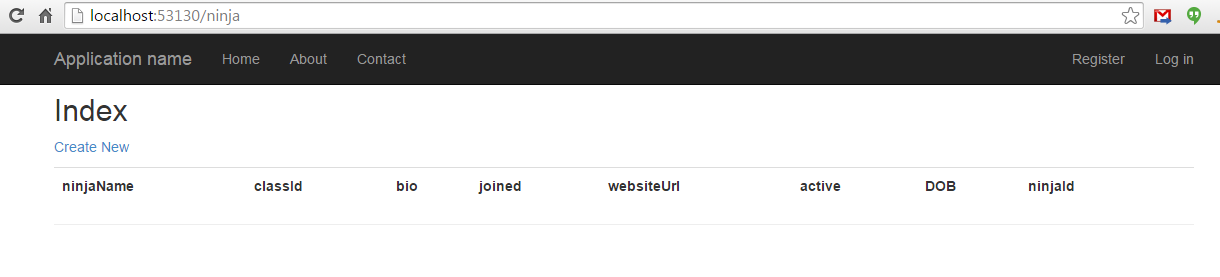 localhost:53130/ninja
Application name Home About Contact Register Log in
Index
Create New
ninjaName classId bio joined websiteUrl active DOB ninjaId